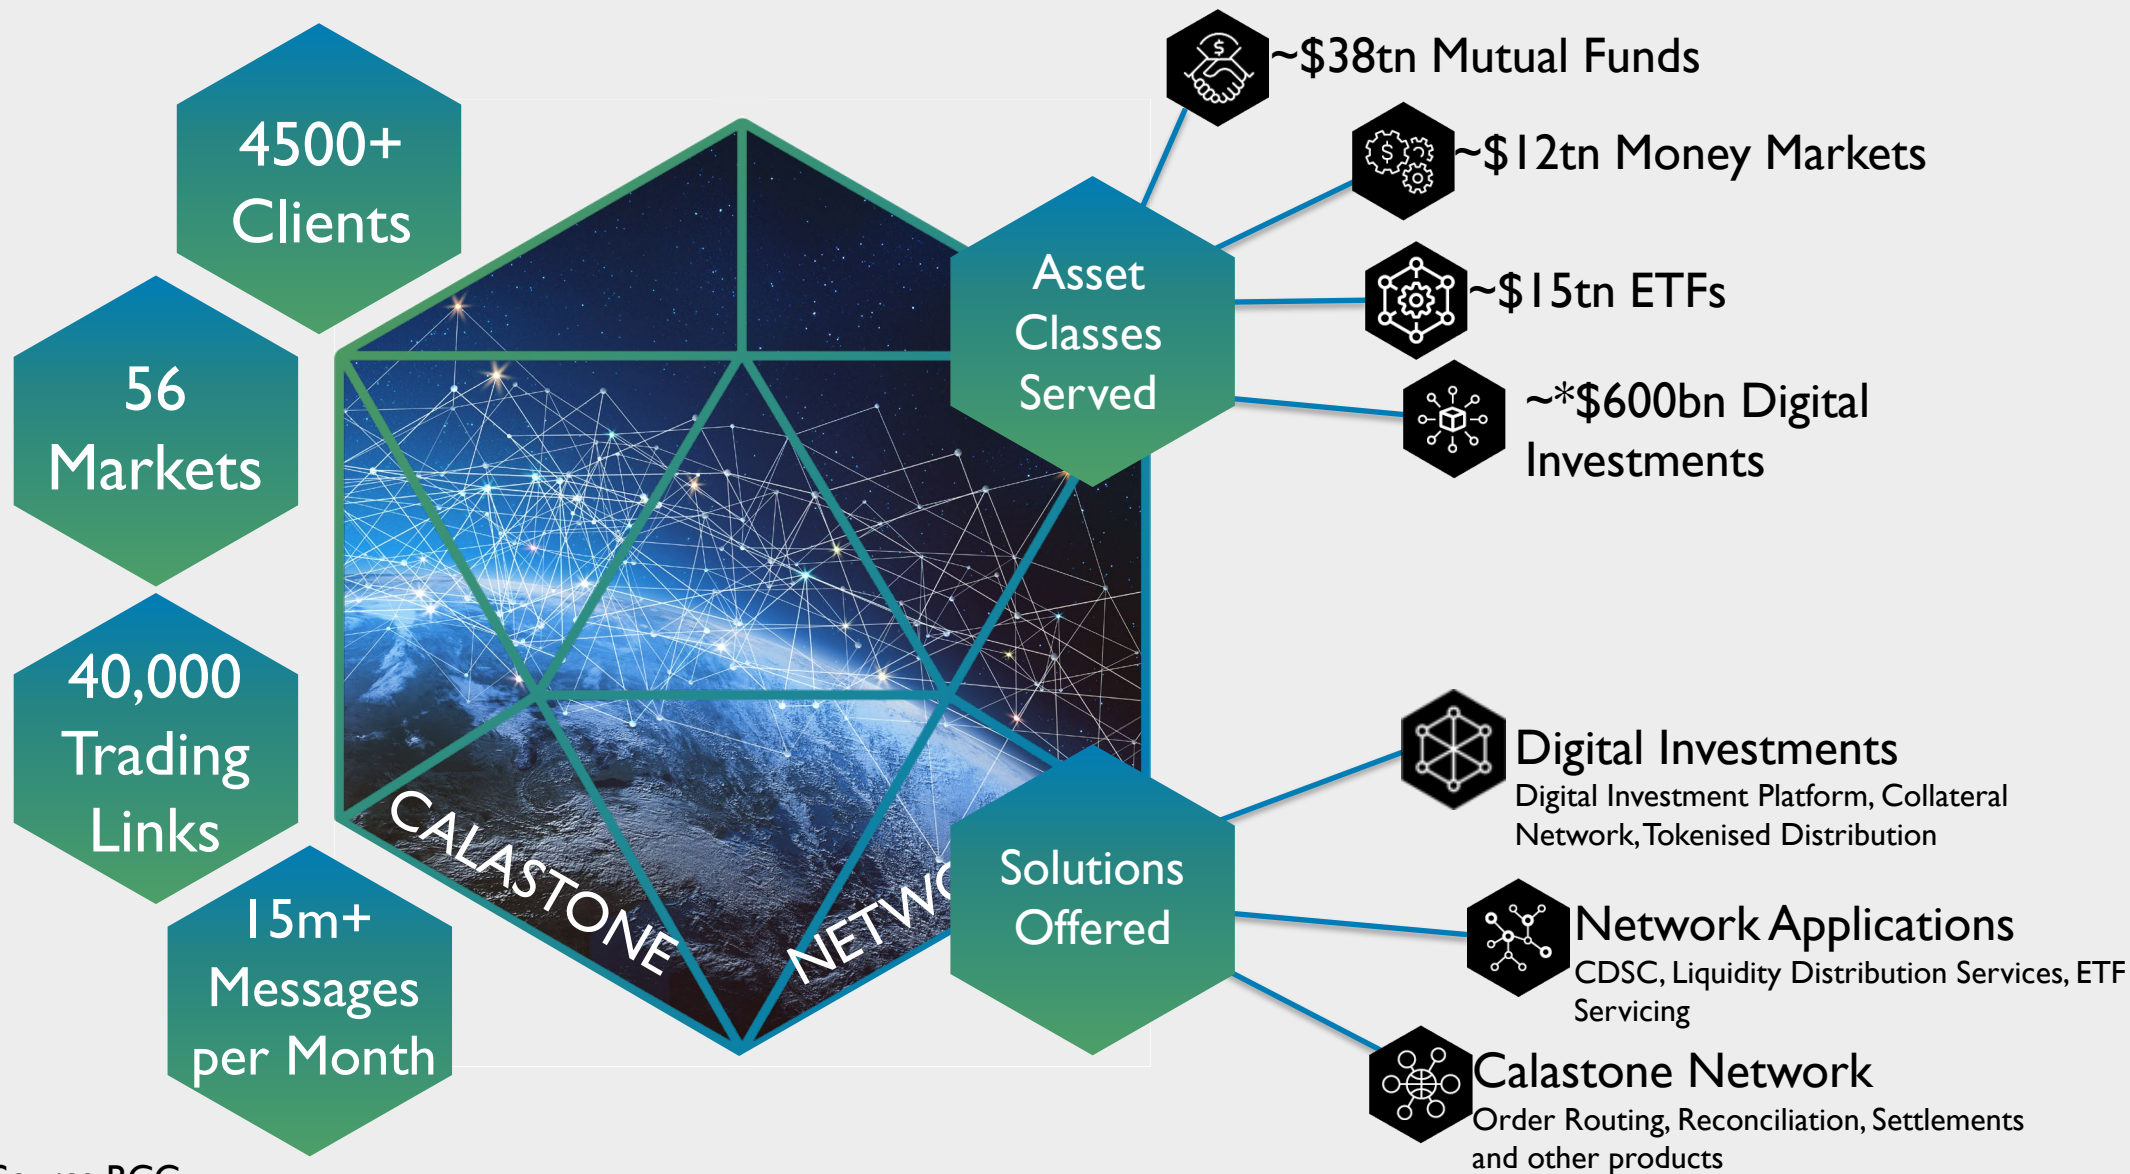 4500+
Clients
56
Markets
40,000
Trading
Links
15m+
Messages
per Month
CALASTONE
Asset
Classes
Served
~$38tn Mutual Funds
~$12tn Money Markets
~$15tn ETFs
~*$600bn Digital
Investments
Solutions
Offered
Digital Investments
Digital Investment Platform, Collateral
Network, Tokenised Distribution
Network Applications
CDSC, Liquidity Distribution Services, ETF
Servicing
Calastone Network
Order Routing, Reconciliation, Settlements
and other products